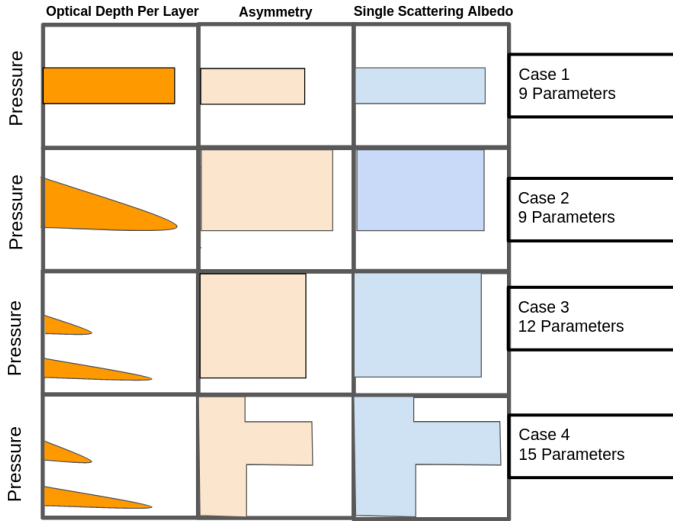 Optical Depth Per Layer
Asymmetry
Single Scattering Albedo
Pressure
Case 1
9 Parameters
Pressure
Case 2
9 Parameters
Pressure
Case 3
12 Parameters
Pressure
Case 4
15 Parameters